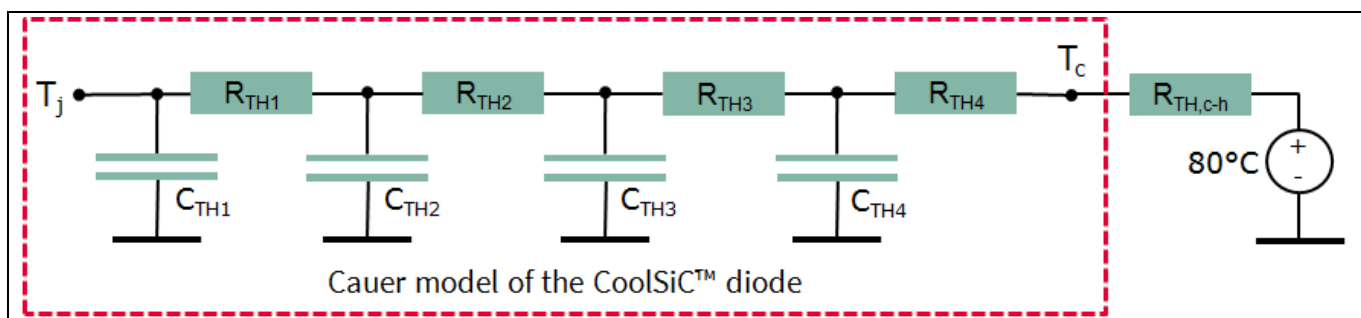 T_j
R_TH1
R_TH2
R_TH3
R_TH4
T_c
R_TH,c-h
C_TH1
C_TH2
C_TH3
C_TH4
80°C
+
-
Cauer model of the CoolSiC™ diode